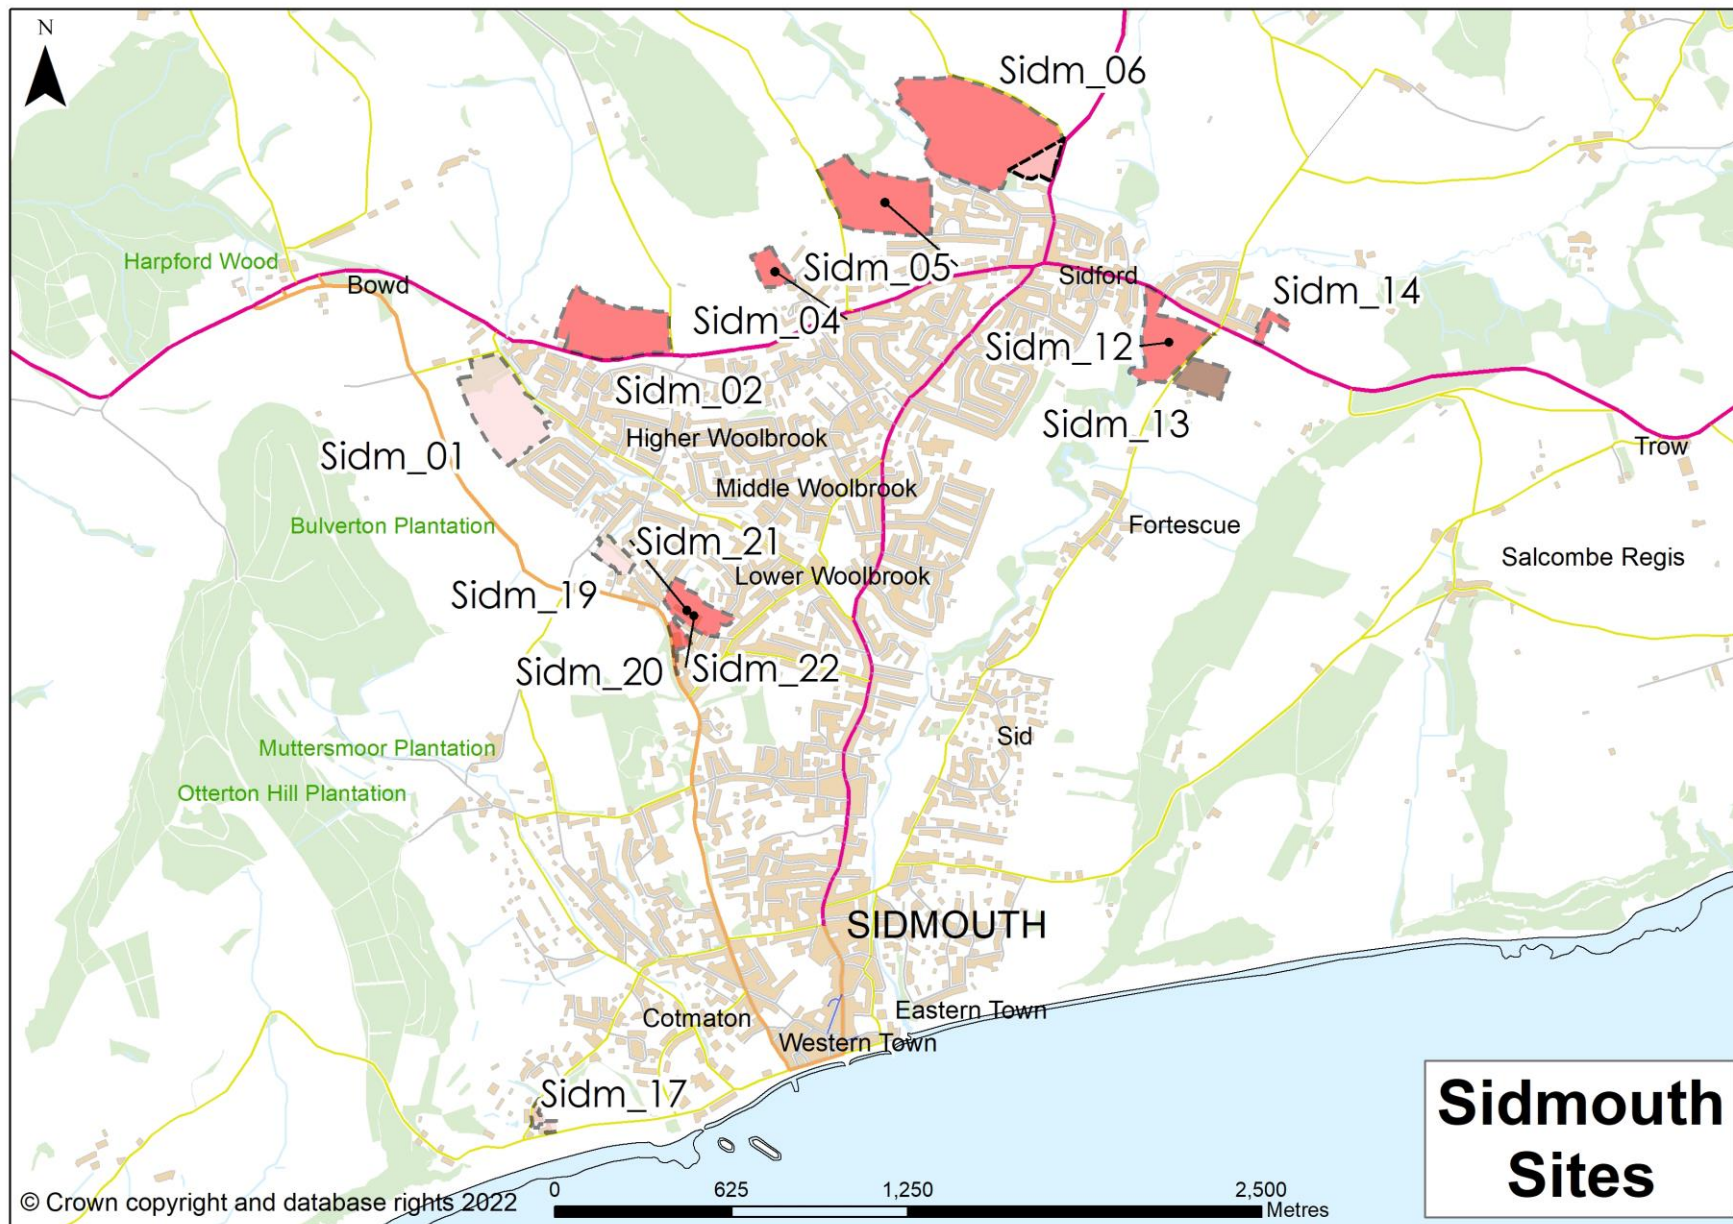 N
Sidm_06
Harpford Wood
Bowd
Sidm_05
Sidford
Sidm_14
Sidm_04
Sidm_12
Sidm_02
Sidm_13
Higher Woolbrook
Sidm_01
Trow
Middle Woolbrook
Bulverton Plantation
Fortescue
Sidm_21
Salcombe Regis
Lower Woolbrook
Sidm_19
Sidm_20
Sidm_22
Sid
Muttersmoor Plantation
Otterton Hill Plantation
SIDMOUTH
Eastern Town
Cotmaton
Western Town
Sidm_17
Sidmouth
Sites
© Crown copyright and database rights 2022
0 625 1,250 2,500
Metres